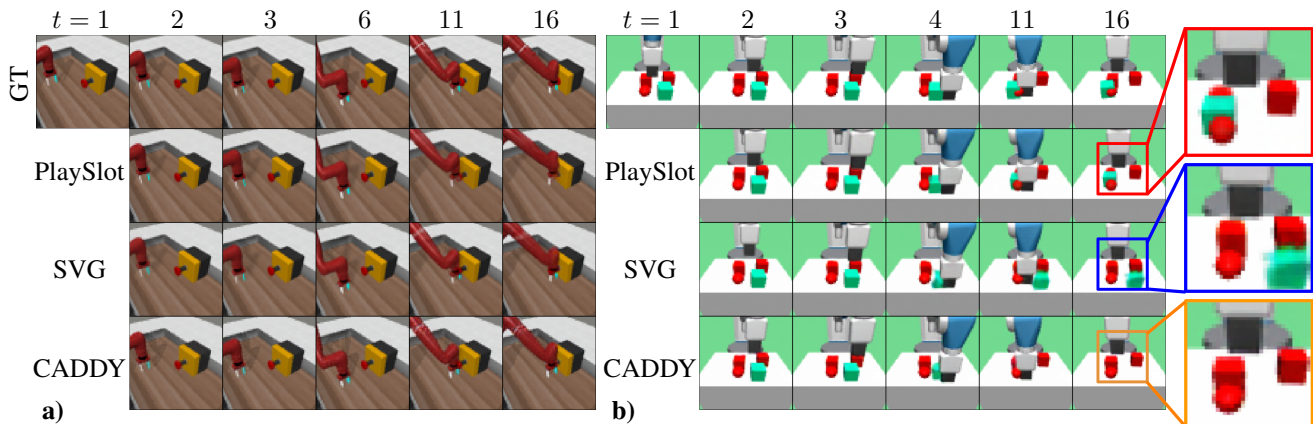 t = 1 2 3 6 11 16 t = 1 2 3 4 11 16
GT
PlaySlot PlaySlot
SVG SVG
CADDY CADDY
a) b)